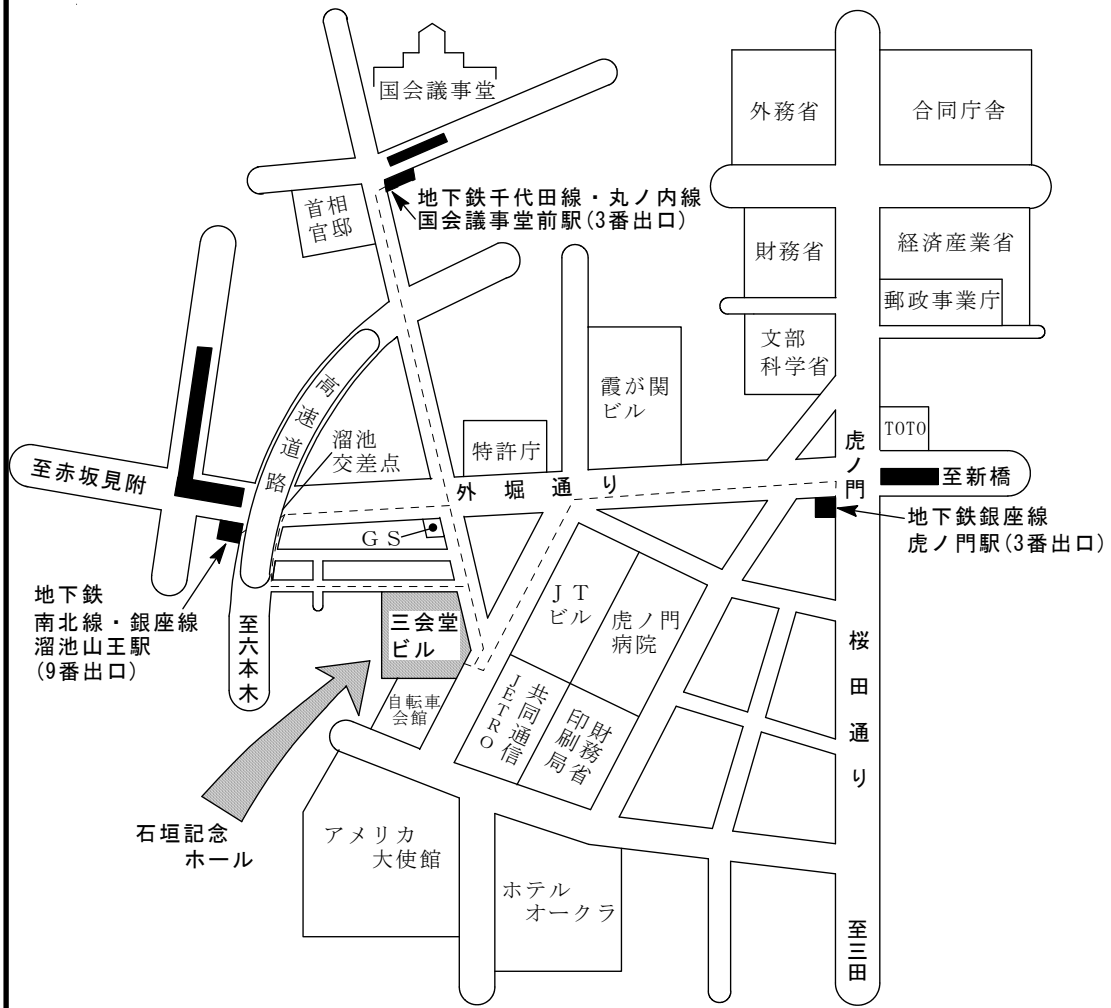 国会議事堂
外務省
合同庁舎
地下鉄千代田線・丸ノ内線
国会議事堂前駅(3番出口)
首相
官邸
財務省
経済産業省
郵政事業庁
文部
科学省
高速道路
霞が関
ビル
溜池
交差点
特許庁
TOTO
虎ノ門
至赤坂見附
外堀通り
至新橋
GS
地下鉄銀座線
虎ノ門駅(3番出口)
地下鉄
南北線・銀座線
溜池山王駅
(9番出口)
至六本木
三会堂
ビル
JT
ビル
虎ノ門
病院
桜田通り
自転車
会館
共同通信
JETRO
財務省
印刷局
石垣記念
ホール
アメリカ
大使館
ホテル
オークラ
至三田